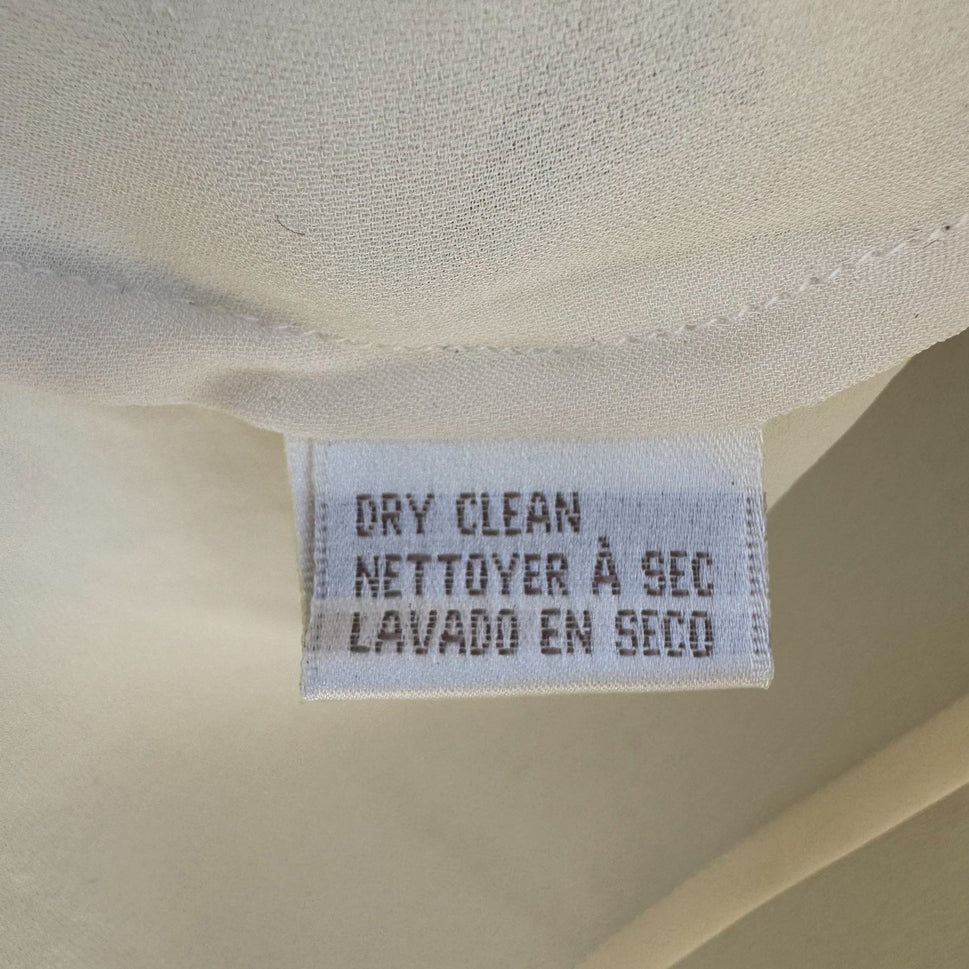 DRY CLEAN
NETTOYER À SEC
LAVADO EN SECO